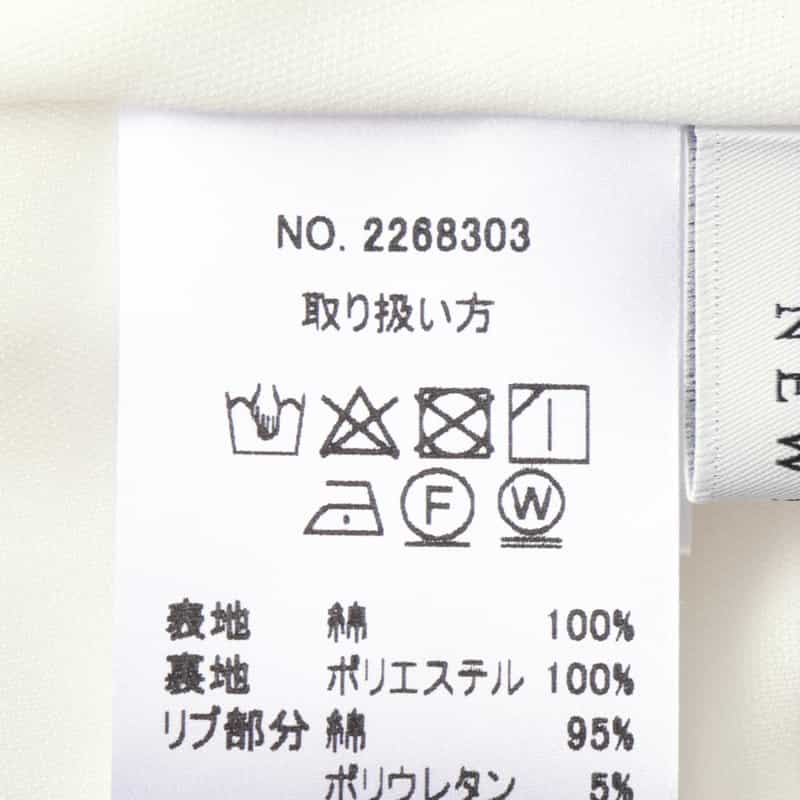 NO. 2268303
取り扱い方
F W
表地 綿 100%
裏地 ポリエステル 100%
リブ部分 綿 95%
ポリウレタン 5%
NEW